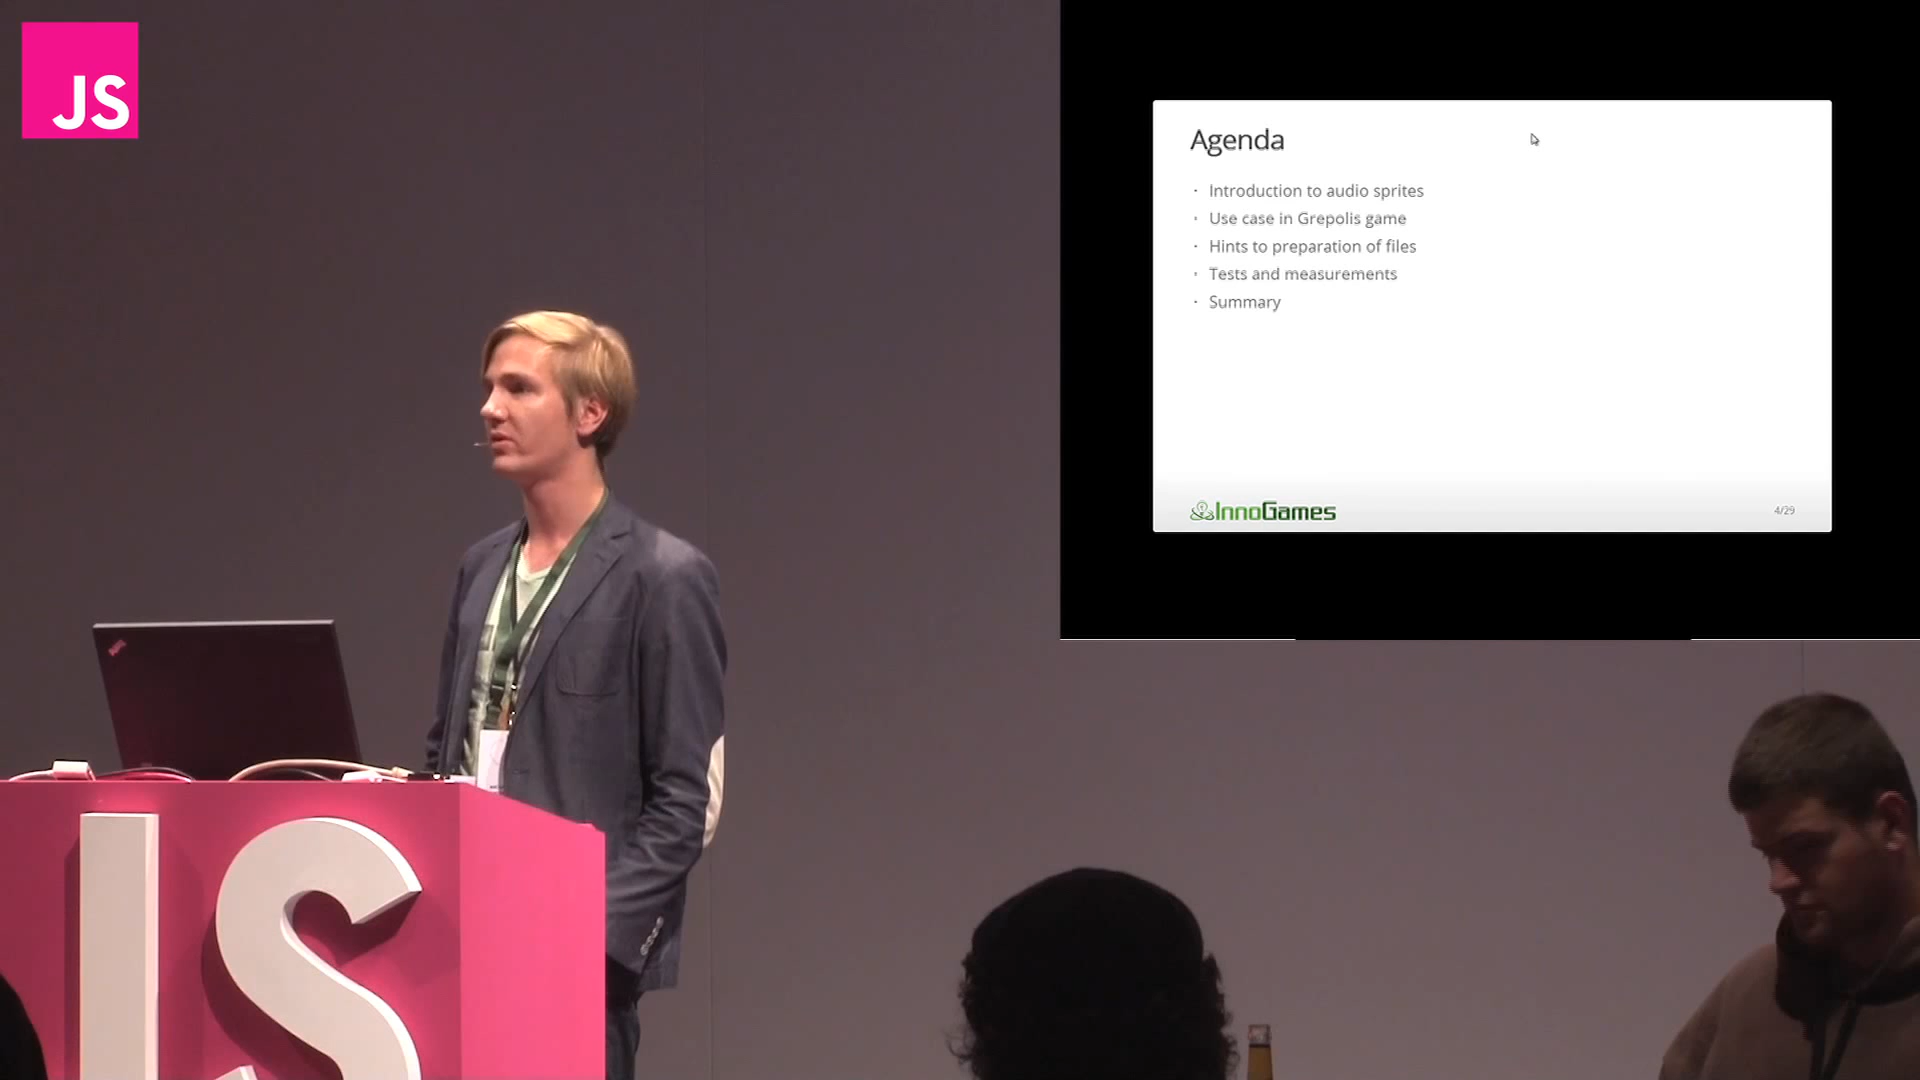 JS
Agenda
· Introduction to audio sprites
· Use case in Grepolis game
· Hints to preparation of files
· Tests and measurements
· Summary
InnoGames
4/29
JS